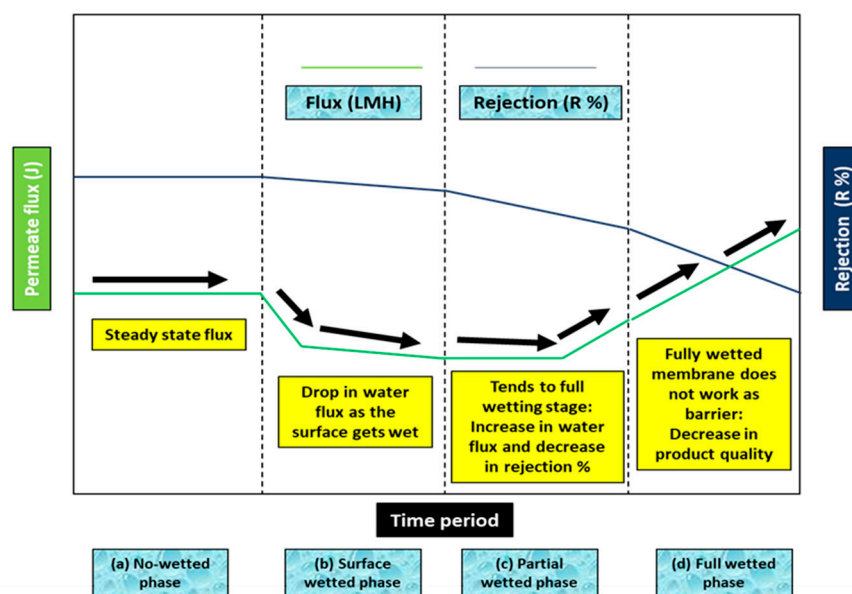 Flux (LMH)
Rejection (R %)
Permeate flux (J)
Rejection (R %)
Steady state flux
Drop in water
flux as the
surface gets wet
Tends to full
wetting stage:
Increase in water
flux and decrease
in rejection %
Fully wetted
membrane does
not work as
barrier:
Decrease in
product quality
Time period
(a) No-wetted
phase
(b) Surface
wetted phase
(c) Partial
wetted phase
(d) Full wetted
phase